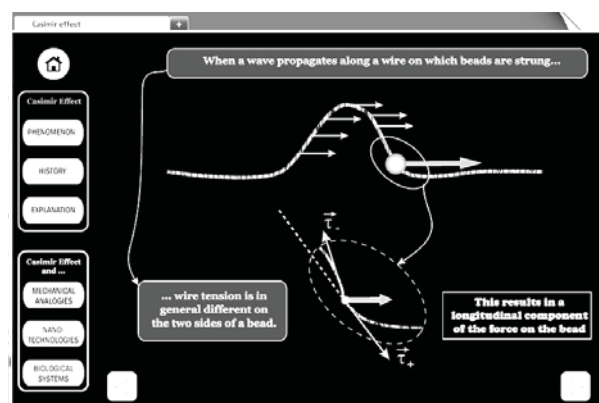 Casimir effect
+
When a wave propagates along a wire on which beads are strung...
Casimir Effect
PHENOMENON
HISTORY
EXPLANATION
Casimir Effect
and ...
MECHANICAL
ANALOGIES
NANO
TECHNOLOGIES
BIOLOGICAL
SYSTEMS
τ₋
... wire tension is in
general different on
the two sides of a bead.
This results in a
longitudinal component
of the force on the bead
τ₊